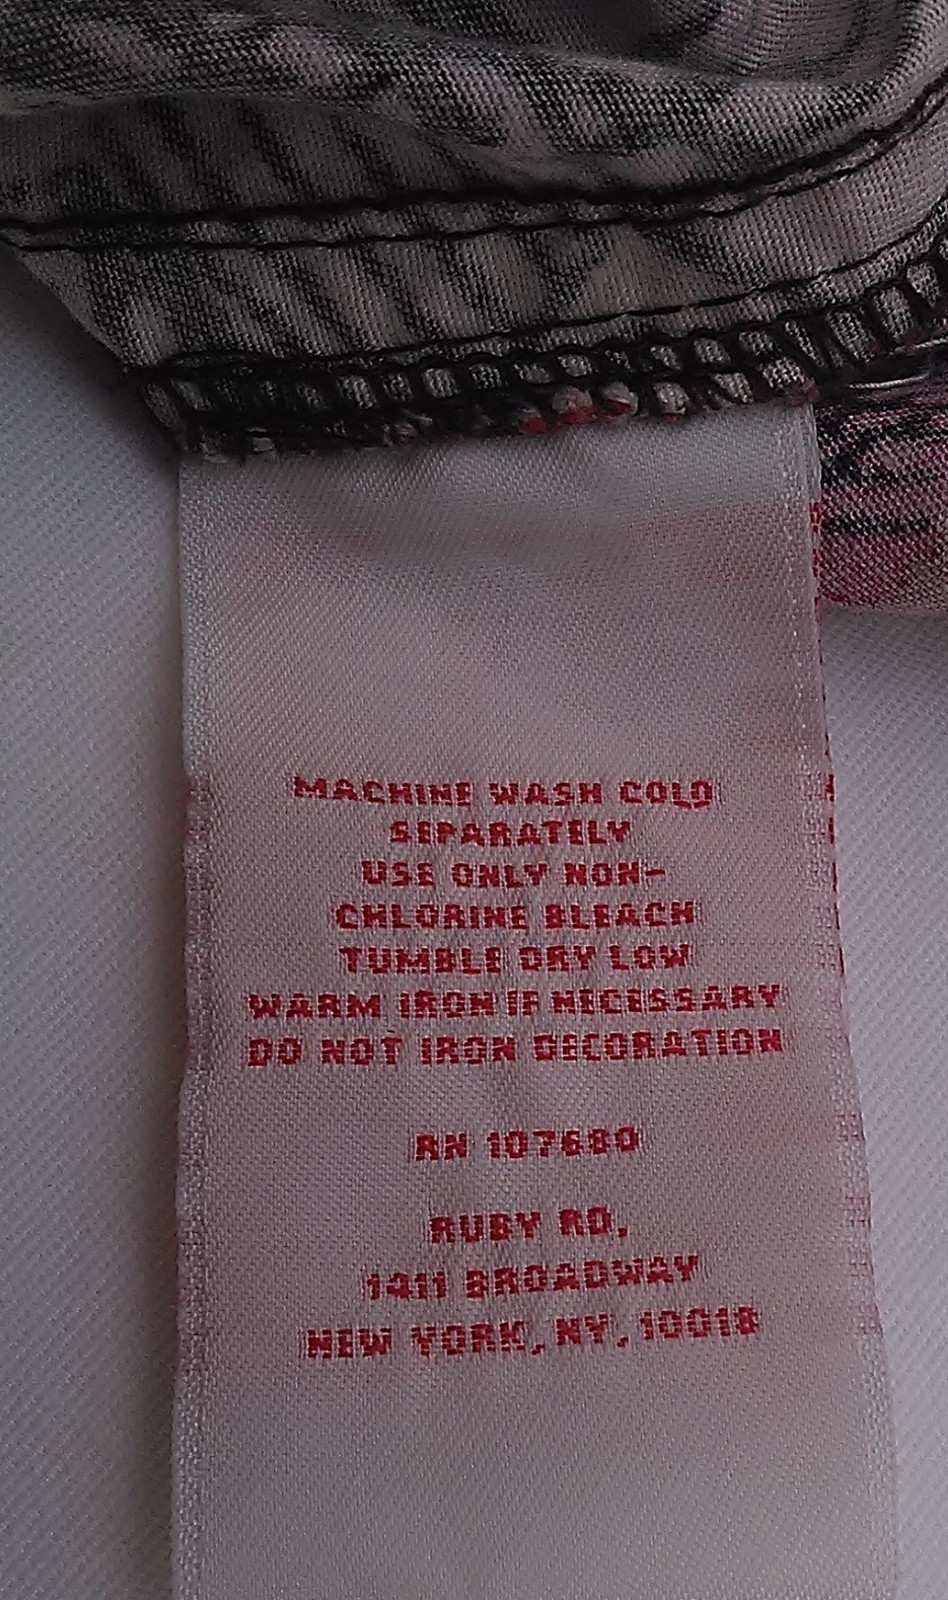 MACHINE WASH COLD
SEPARATELY
USE ONLY NON-
CHLORINE BLEACH
TUMBLE DRY LOW
WARM IRON IF NECESSARY
DO NOT IRON DECORATION
RN 107680
RUBY RD.
1411 BROADWAY
NEW YORK, NY, 10018